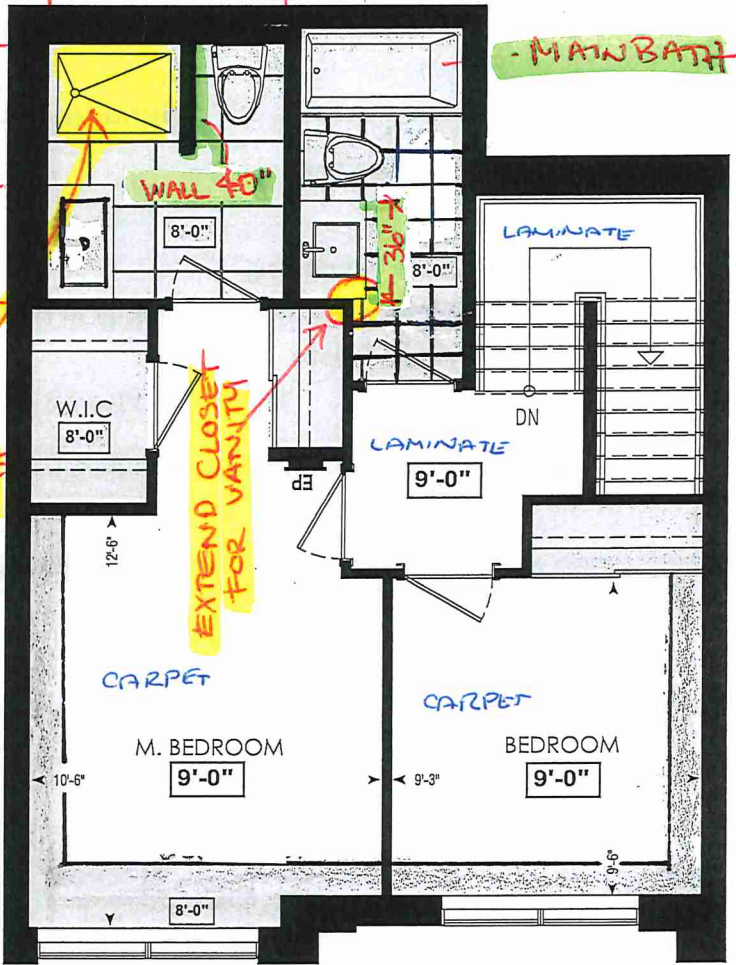 - MAIN BATH
WALL 40"
8'-0"
← 36" →
8'-0"
LAMINATE
W.I.C
8'-0"
EXTEND CLOSET
FOR VANITY
EP
LAMINATE
9'-0"
DN
12'-6"
CARPET
M. BEDROOM
9'-0"
10'-6"
CARPET
BEDROOM
9'-0"
9'-3"
9'-6"
8'-0"